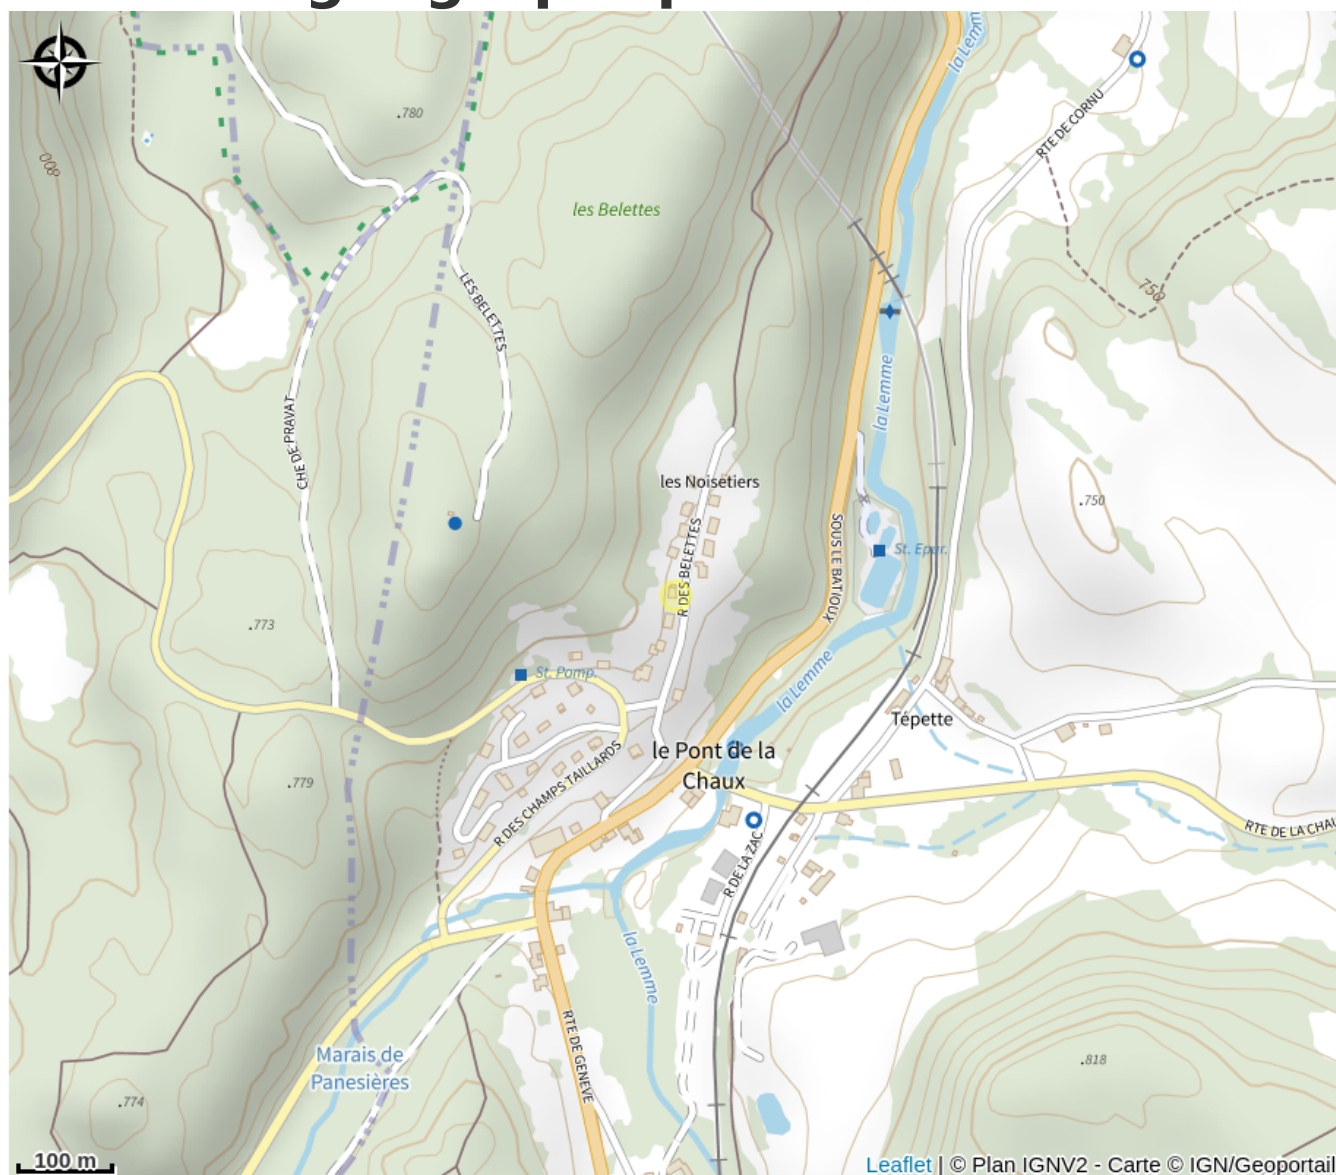 la Lemme
.780
RTE DE CORNU
800
les Belettes
750
LES BELETTES
la Lemme
CHE DE PRAVAT
les Noisetiers
.750
SOUS LE BATIOUX
St. Epur.
R DES BELETTES
.773
St. Pomp.
la Lemme
Tépette
le Pont de la
Chaux
.779
R DES CHAMPS TAILLARDS
RTE DE LA CHAU
R DE LA ZAC
la Lemme
RTE DE GENEVE
Marais de
Panesières
.818
.774
100 m
Leaflet | © Plan IGNV2 - Carte © IGN/Geoportail